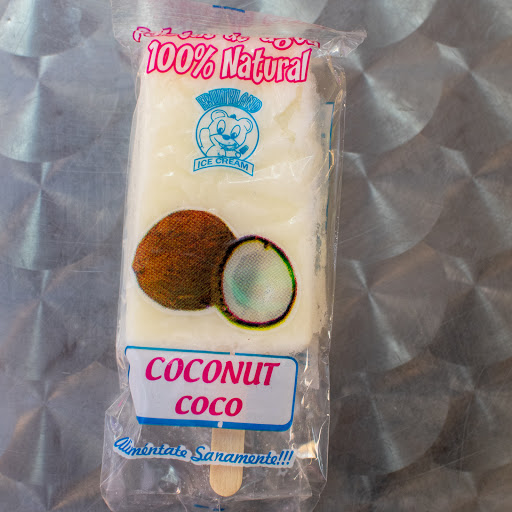 100% Natural
ICE CREAM
COCONUT
COCO
Aliméntate Sanamente!!!